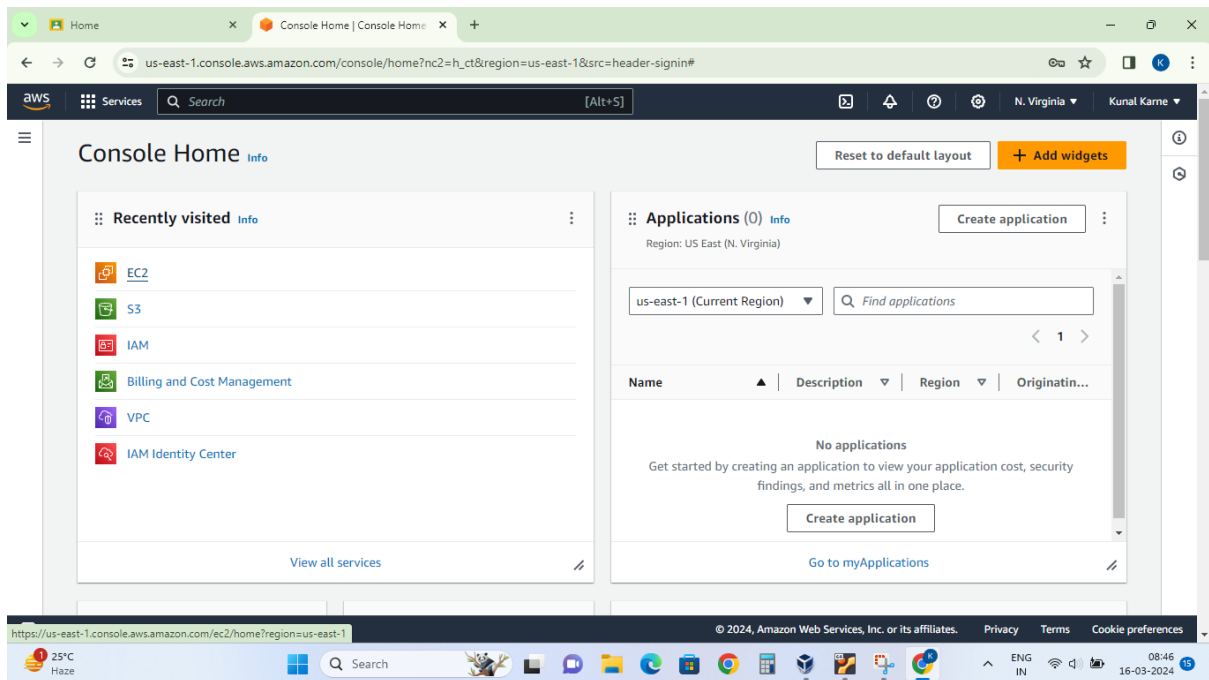 Home
Console Home | Console Home
us-east-1.console.aws.amazon.com/console/home?nc2=h_ct&region=us-east-1&src=header-signin#
K
aws
Services
Search
[Alt+S]
N. Virginia
Kunal Karne
Console Home Info
Reset to default layout
+ Add widgets
Recently visited Info
EC2
S3
IAM
Billing and Cost Management
VPC
IAM Identity Center
View all services
Applications (0) Info
Region: US East (N. Virginia)
Create application
us-east-1 (Current Region)
Find applications
1
Name
Description
Region
Originatin...
No applications
Get started by creating an application to view your application cost, security
findings, and metrics all in one place.
Create application
Go to myApplications
https://us-east-1.console.aws.amazon.com/ec2/home?region=us-east-1
© 2024, Amazon Web Services, Inc. or its affiliates.
Privacy
Terms
Cookie preferences
1
25°C
Haze
Search
K
ENG
IN
08:46
16-03-2024
15